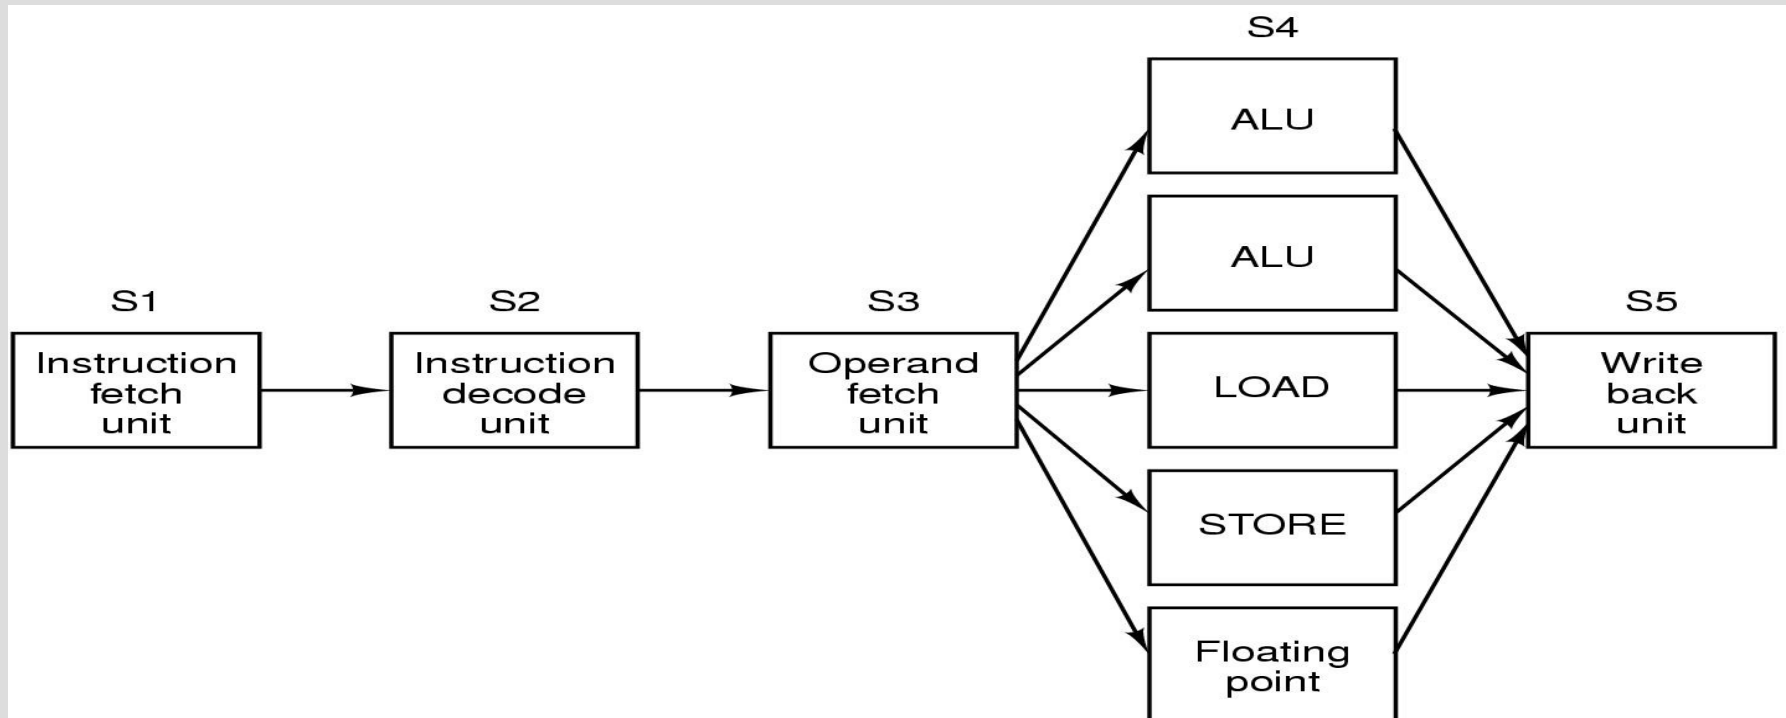 S1
Instruction
fetch
unit
S2
Instruction
decode
unit
S3
Operand
fetch
unit
S4
ALU
ALU
LOAD
STORE
Floating
point
S5
Write
back
unit